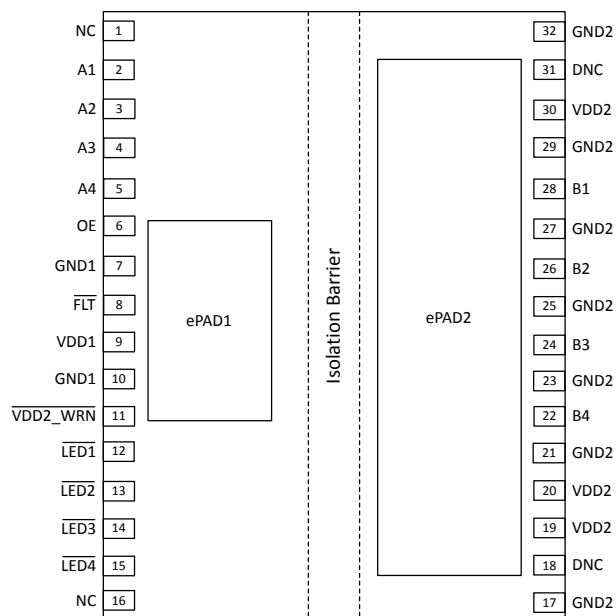 NC 1
A1 2
A2 3
A3 4
A4 5
OE 6
GND1 7
FLT 8
VDD1 9
GND1 10
VDD2_WRN 11
LED1 12
LED2 13
LED3 14
LED4 15
NC 16
ePAD1
Isolation Barrier
ePAD2
32 GND2
31 DNC
30 VDD2
29 GND2
28 B1
27 GND2
26 B2
25 GND2
24 B3
23 GND2
22 B4
21 GND2
20 VDD2
19 VDD2
18 DNC
17 GND2